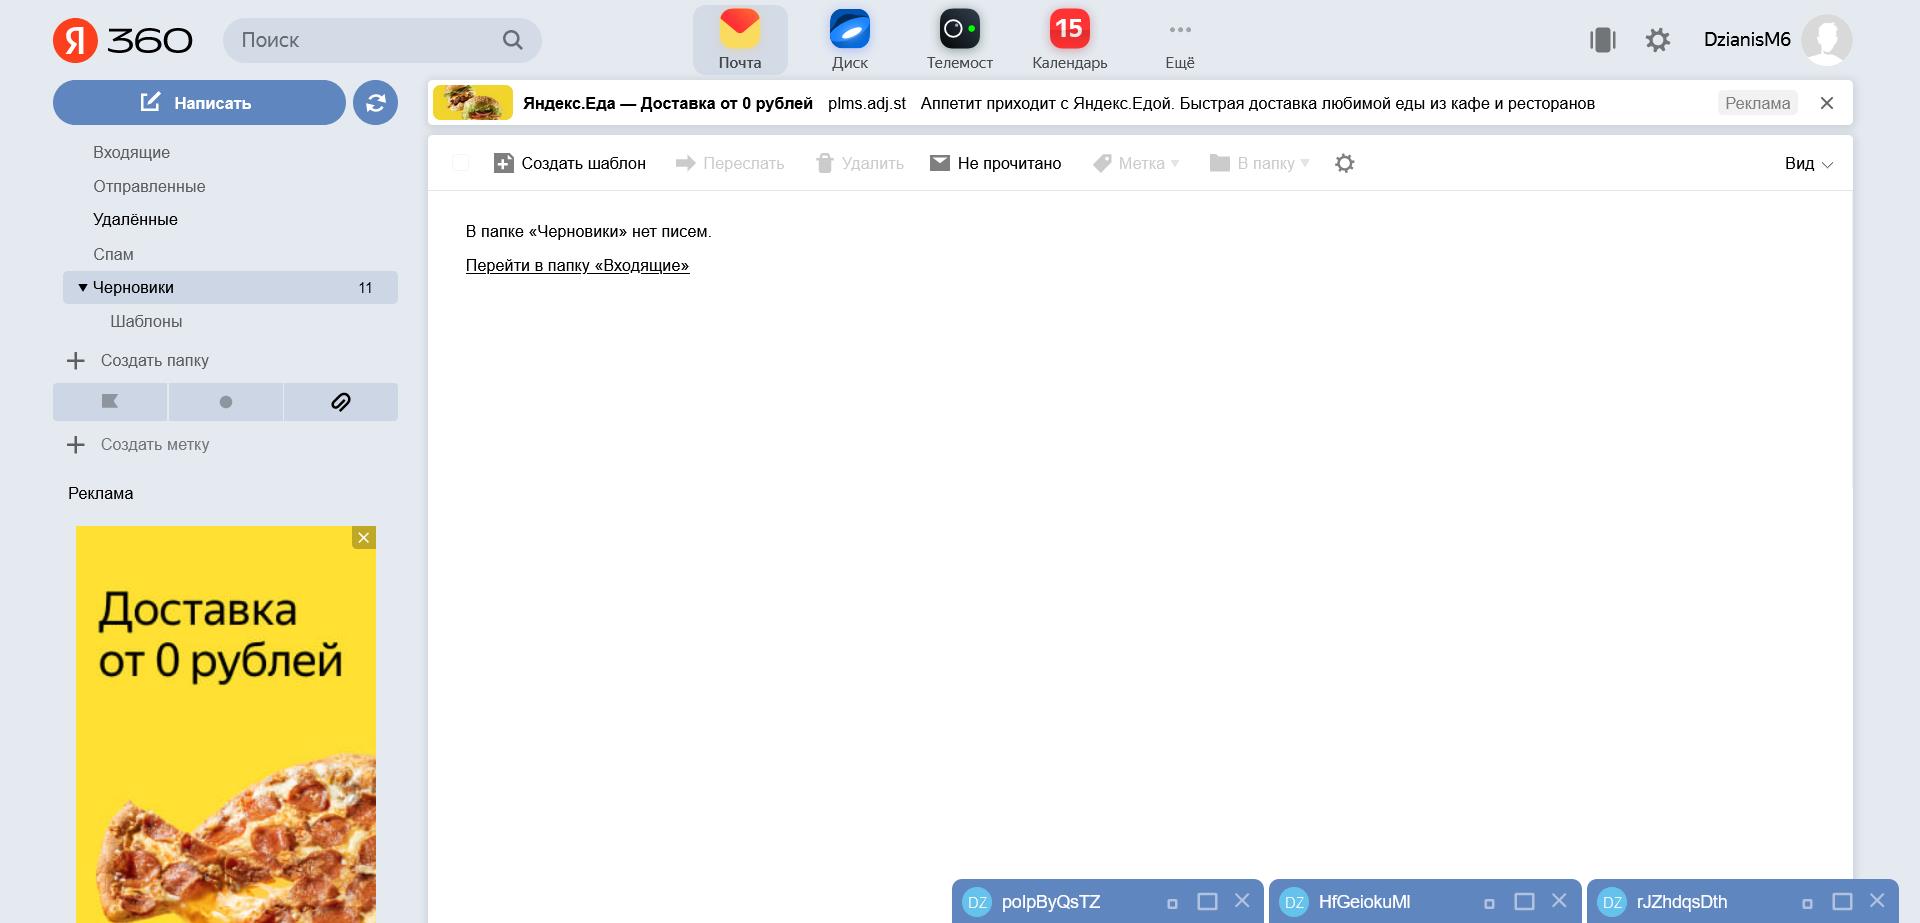 Я 360
Поиск
Почта
Диск
Телемост
15
Календарь
Ещё
DzianisM6
Написать
Яндекс.Еда — Доставка от 0 рублей plms.adj.st Аппетит приходит с Яндекс.Едой. Быстрая доставка любимой еды из кафе и ресторанов Реклама
Входящие
Отправленные
Удалённые
Спам
Черновики 11
Шаблоны
Создать папку
Создать метку
Реклама
Доставка
от 0 рублей
Создать шаблон Переслать Удалить Не прочитано Метка В папку Вид
В папке «Черновики» нет писем.
Перейти в папку «Входящие»
DZ poIpByQsTZ
DZ HfGeiokuMl
DZ rJZhdqsDth